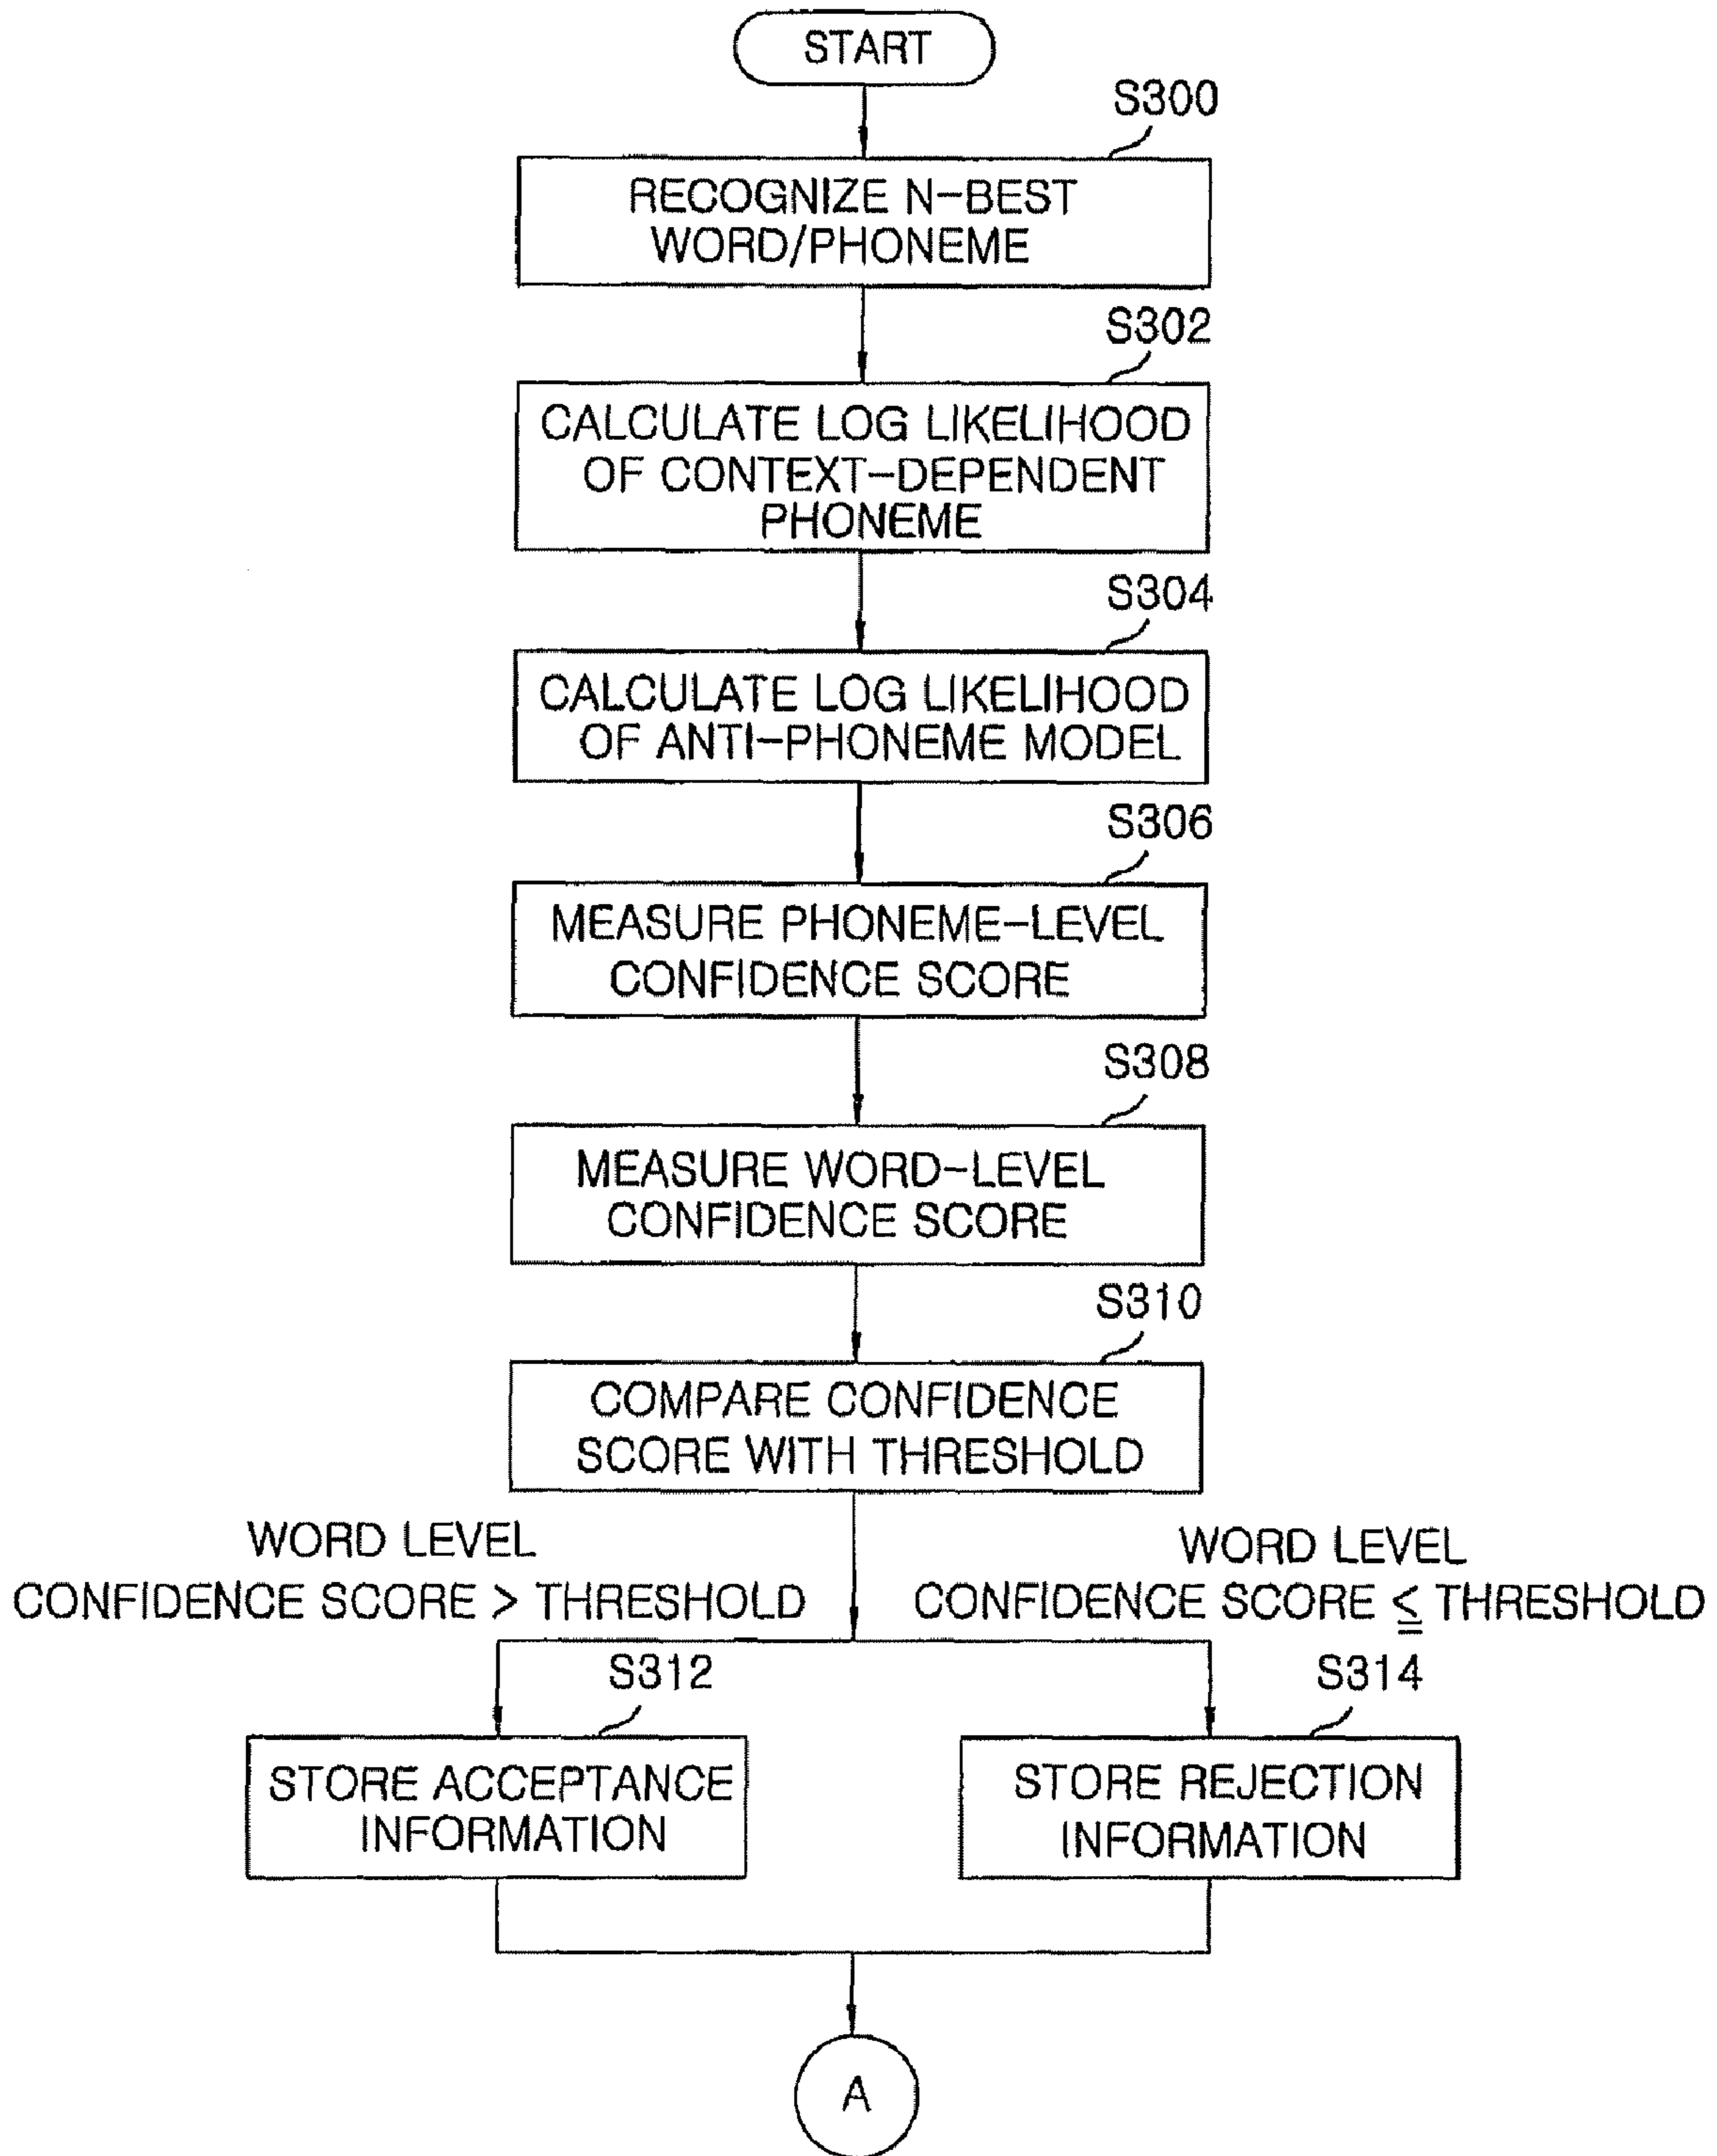 START
S300
RECOGNIZE N-BEST
WORD/PHONEME
S302
CALCULATE LOG LIKELIHOOD
OF CONTEXT-DEPENDENT
PHONEME
S304
CALCULATE LOG LIKELIHOOD
OF ANTI-PHONEME MODEL
S306
MEASURE PHONEME-LEVEL
CONFIDENCE SCORE
S308
MEASURE WORD-LEVEL
CONFIDENCE SCORE
S310
COMPARE CONFIDENCE
SCORE WITH THRESHOLD
WORD LEVEL
CONFIDENCE SCORE > THRESHOLD
WORD LEVEL
CONFIDENCE SCORE ≦ THRESHOLD
S312
STORE ACCEPTANCE
INFORMATION
S314
STORE REJECTION
INFORMATION
A